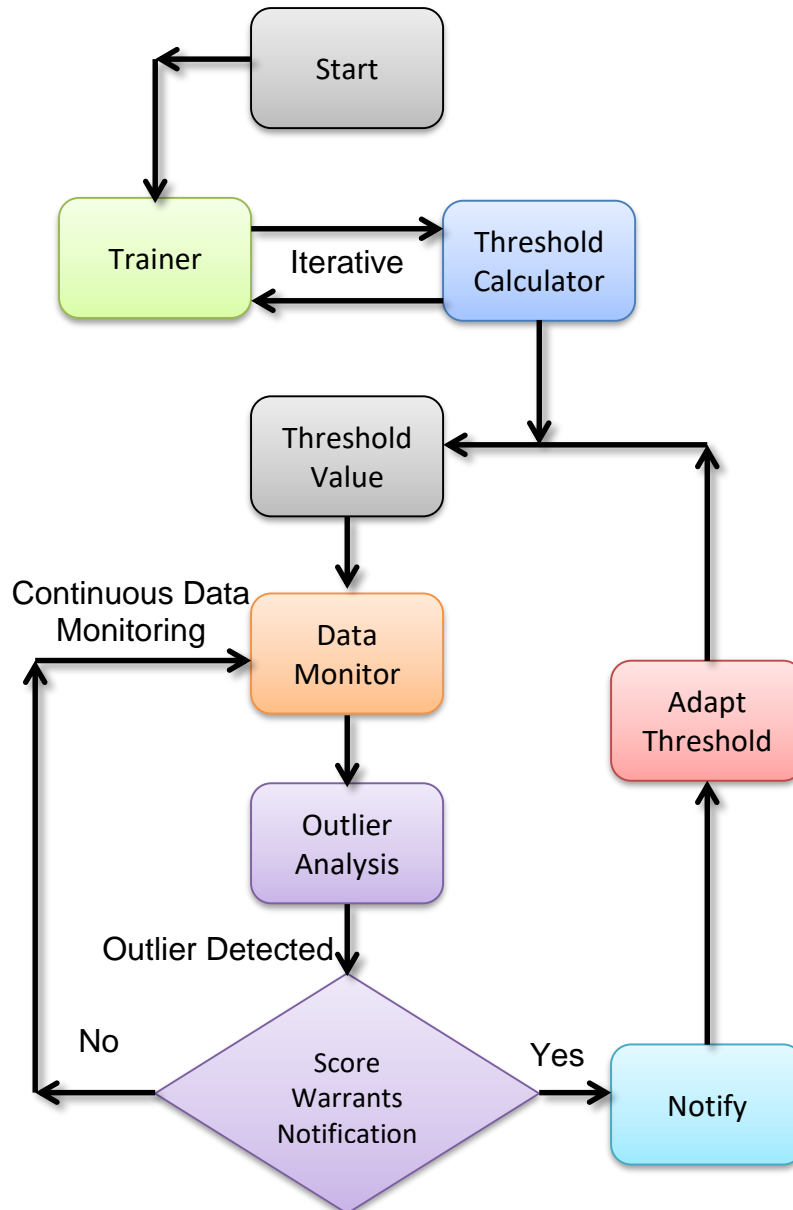 Start
Trainer
Iterative
Threshold
Calculator
Threshold
Value
Continuous Data
Monitoring
Data
Monitor
Adapt
Threshold
Outlier
Analysis
Outlier Detected
No
Score
Warrants
Notification
Yes
Notify